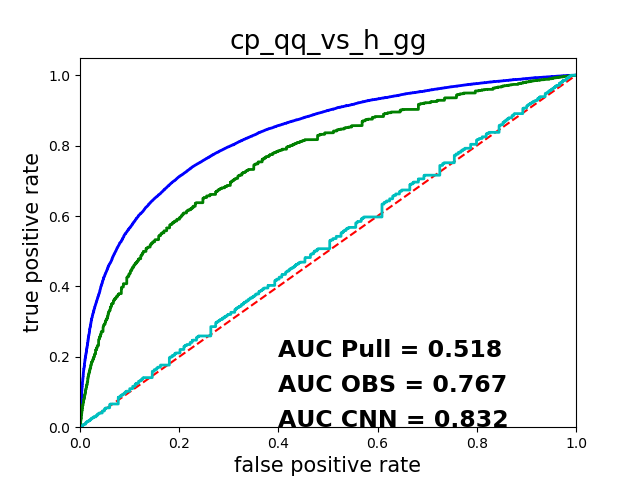 cp_qq_vs_h_gg
true positive rate
1.0
0.8
0.6
0.4
0.2
0.0
AUC Pull = 0.518
AUC OBS = 0.767
AUC CNN = 0.832
0.0 0.2 0.4 0.6 0.8 1.0
false positive rate